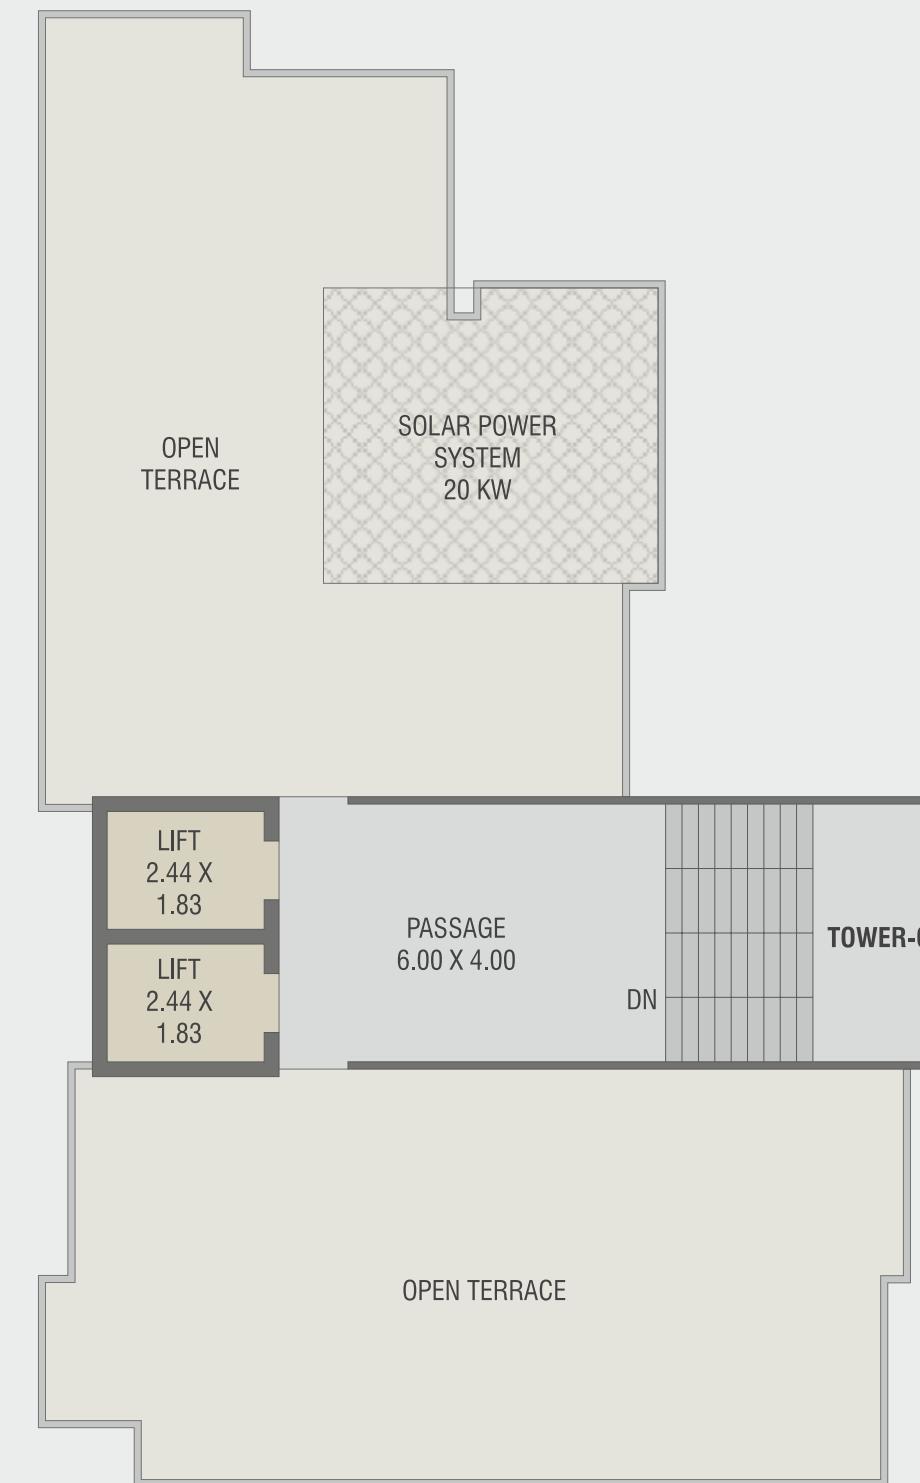 OPEN
TERRACE
SOLAR POWER
SYSTEM
20 KW
LIFT
2.44 X
1.83
PASSAGE
6.00 X 4.00
TOWER-
LIFT
2.44 X
1.83
DN
OPEN TERRACE